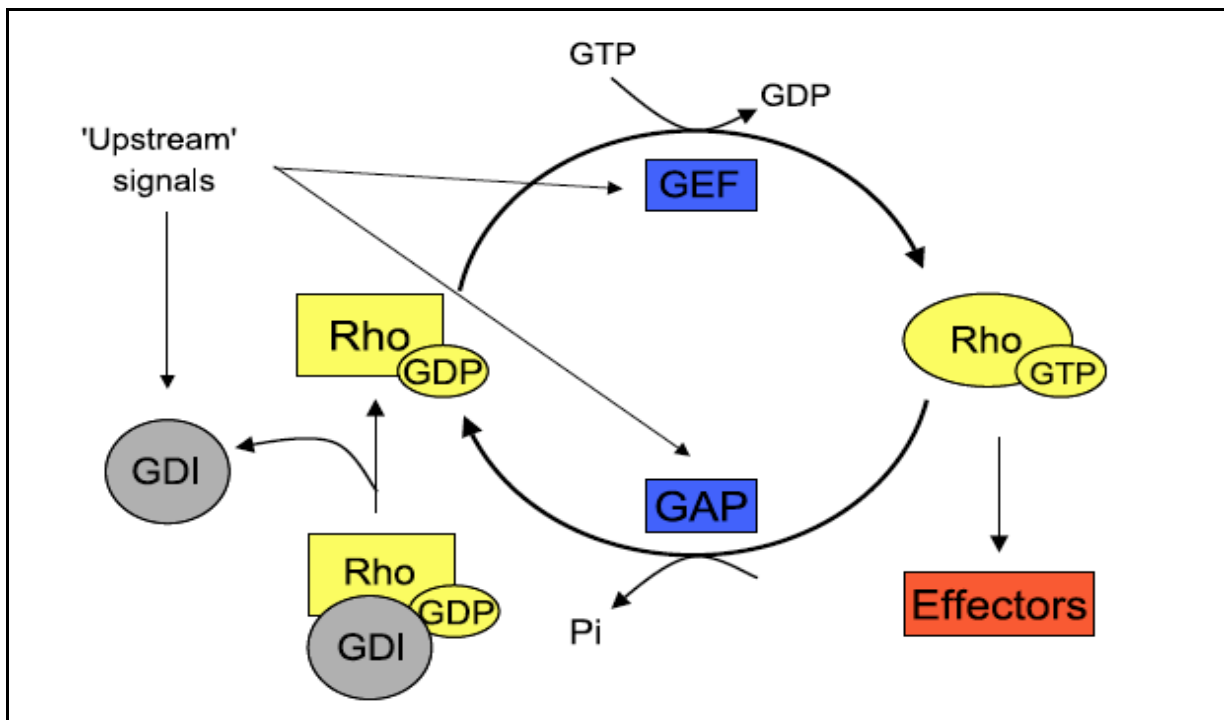 GTP
GDP
'Upstream'
signals
GEF
Rho
GDP
Rho
GTP
GDI
GAP
Rho
GDP
GDI
Pi
Effectors